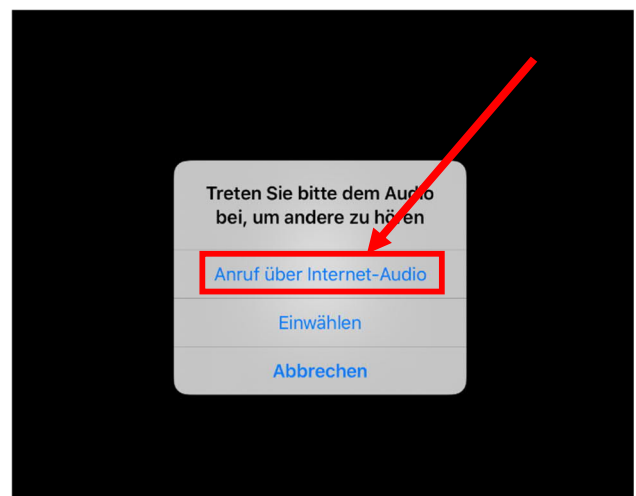 Treten Sie bitte dem Audio
bei, um andere zu hören
Anruf über Internet-Audio
Einwählen
Abbrechen